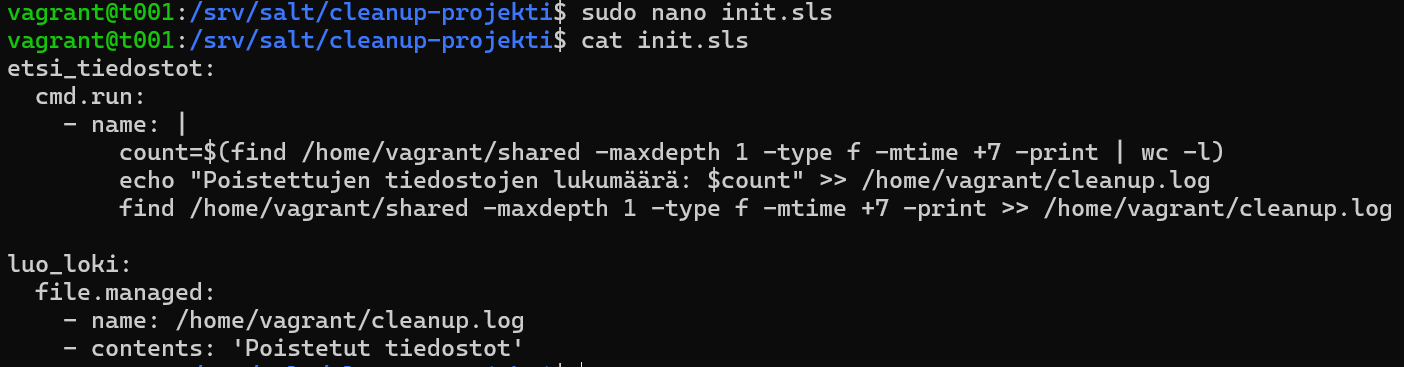 vagrant@t001:/srv/salt/cleanup-projekti$ sudo nano init.sls
vagrant@t001:/srv/salt/cleanup-projekti$ cat init.sls
etsi_tiedostot:
  cmd.run:
    - name: |
        count=$(find /home/vagrant/shared -maxdepth 1 -type f -mtime +7 -print | wc -l)
        echo "Poistettujen tiedostojen lukumäärä: $count" >> /home/vagrant/cleanup.log
        find /home/vagrant/shared -maxdepth 1 -type f -mtime +7 -print >> /home/vagrant/cleanup.log

luo_loki:
  file.managed:
    - name: /home/vagrant/cleanup.log
    - contents: 'Poistetut tiedostot'